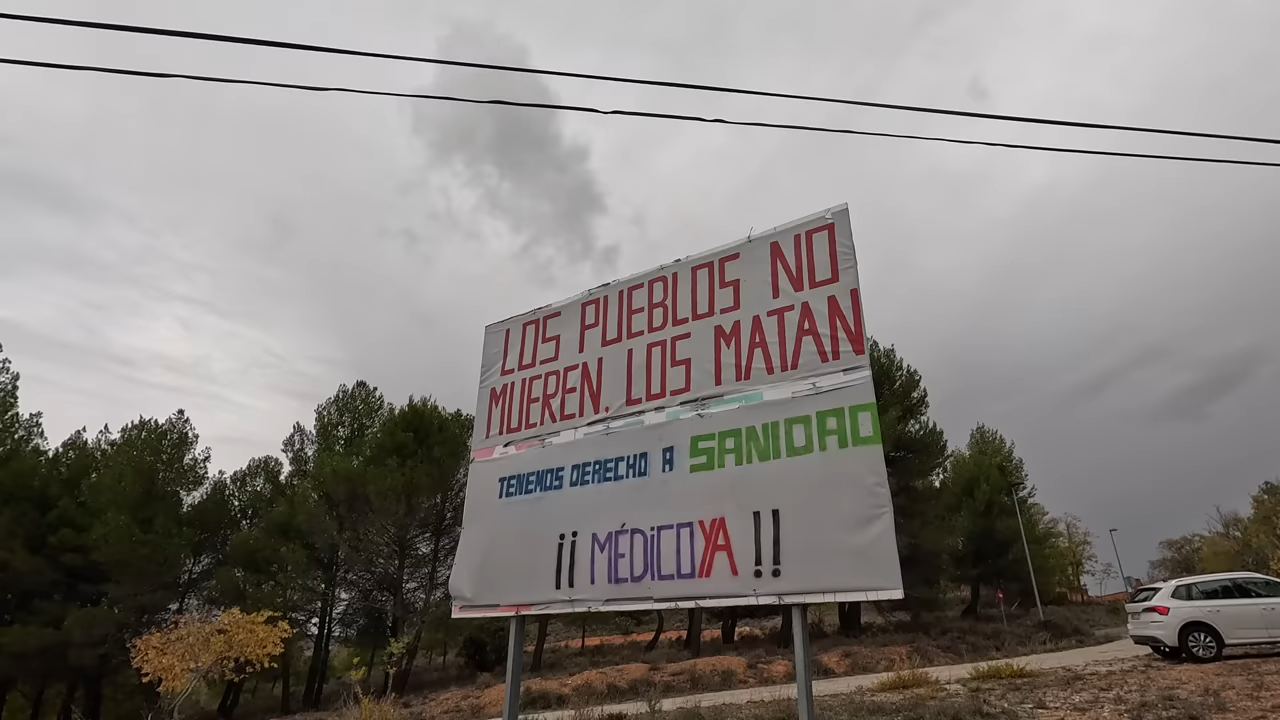 LOS PUEBLOS NO
MUEREN. LOS MATAN
TENEMOS DERECHO A SANIDAD
¡¡ MÉDiCO YA !!